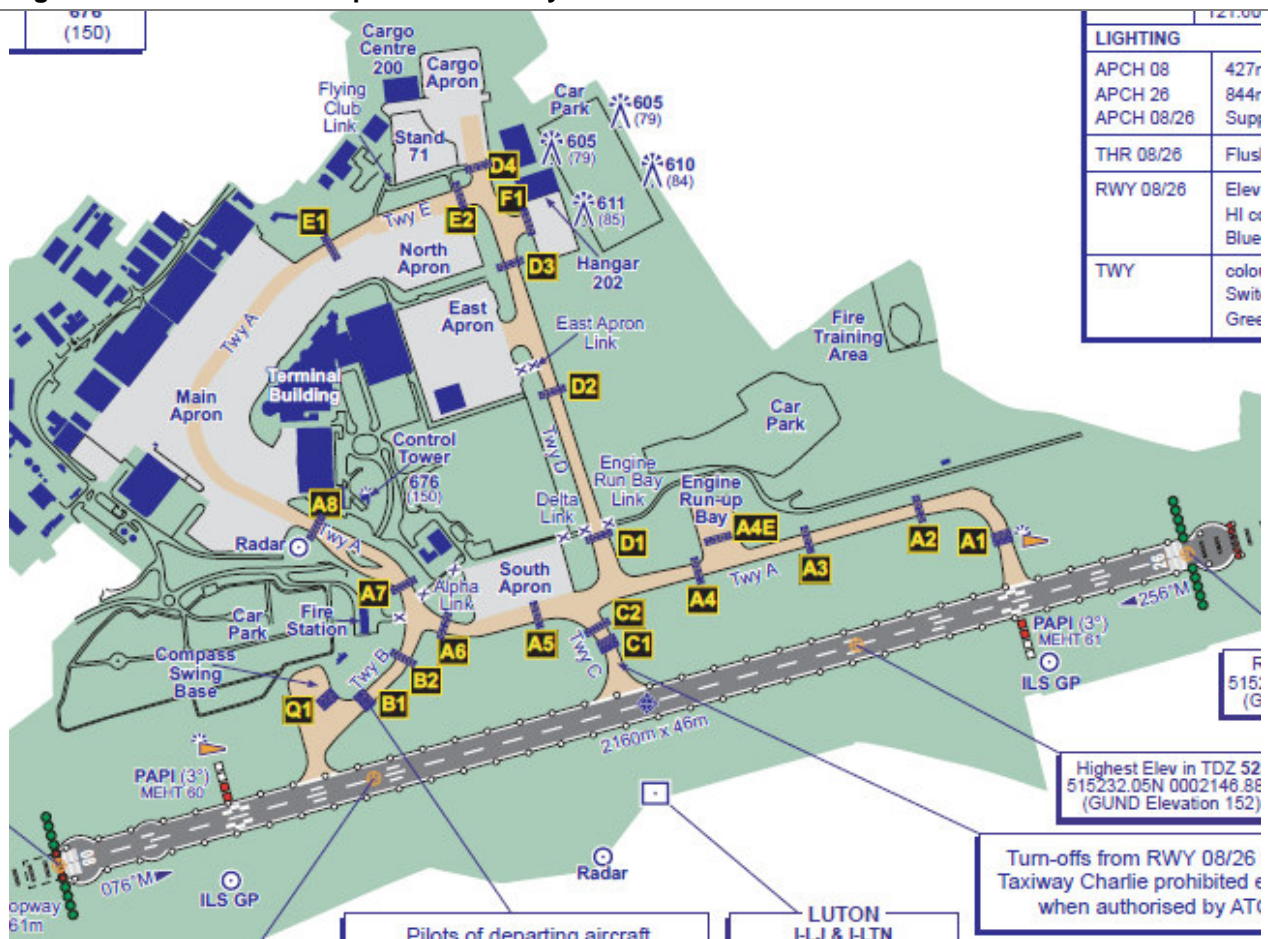 676
(150)
Cargo
Centre
200
Cargo
Apron
Flying
Club
Link
Stand
71
Car
Park
605
(79)
605
(79)
610
(84)
611
(85)
D4
F1
E1
Twy E
E2
North
Apron
D3
Hangar
202
East
Apron
East Apron
Link
Twy A
Terminal
Building
Main
Apron
D2
Fire
Training
Area
Car
Park
Control
Tower
676
(150)
Twy D
Engine
Run Bay
Link
Engine
Run-up
Bay
Delta
Link
A8
Twy A
Radar
D1
A4E
A2
A1
A3
Twy A
A4
South
Apron
A7
Alpha
Link
Car
Park
Fire
Station
A6
A5
C2
C1
Twy C
Compass
Swing
Base
Twy B
B2
B1
Q1
26
256°M
PAPI (3°)
MEHT 61
ILS GP
2160m x 46m
PAPI (3°)
MEHT 60
08
076°M
ILS GP
Radar
61m
LIGHTING
APCH 08
APCH 26
APCH 08/26
THR 08/26
RWY 08/26
HI
Blue
TWY
Highest Elev in TDZ
515232.05N
(GUND Elevation 152)
Turn-offs from RWY 08/26
Taxiway Charlie prohibited
when authorised by
Pilots of departing aircraft
LUTON